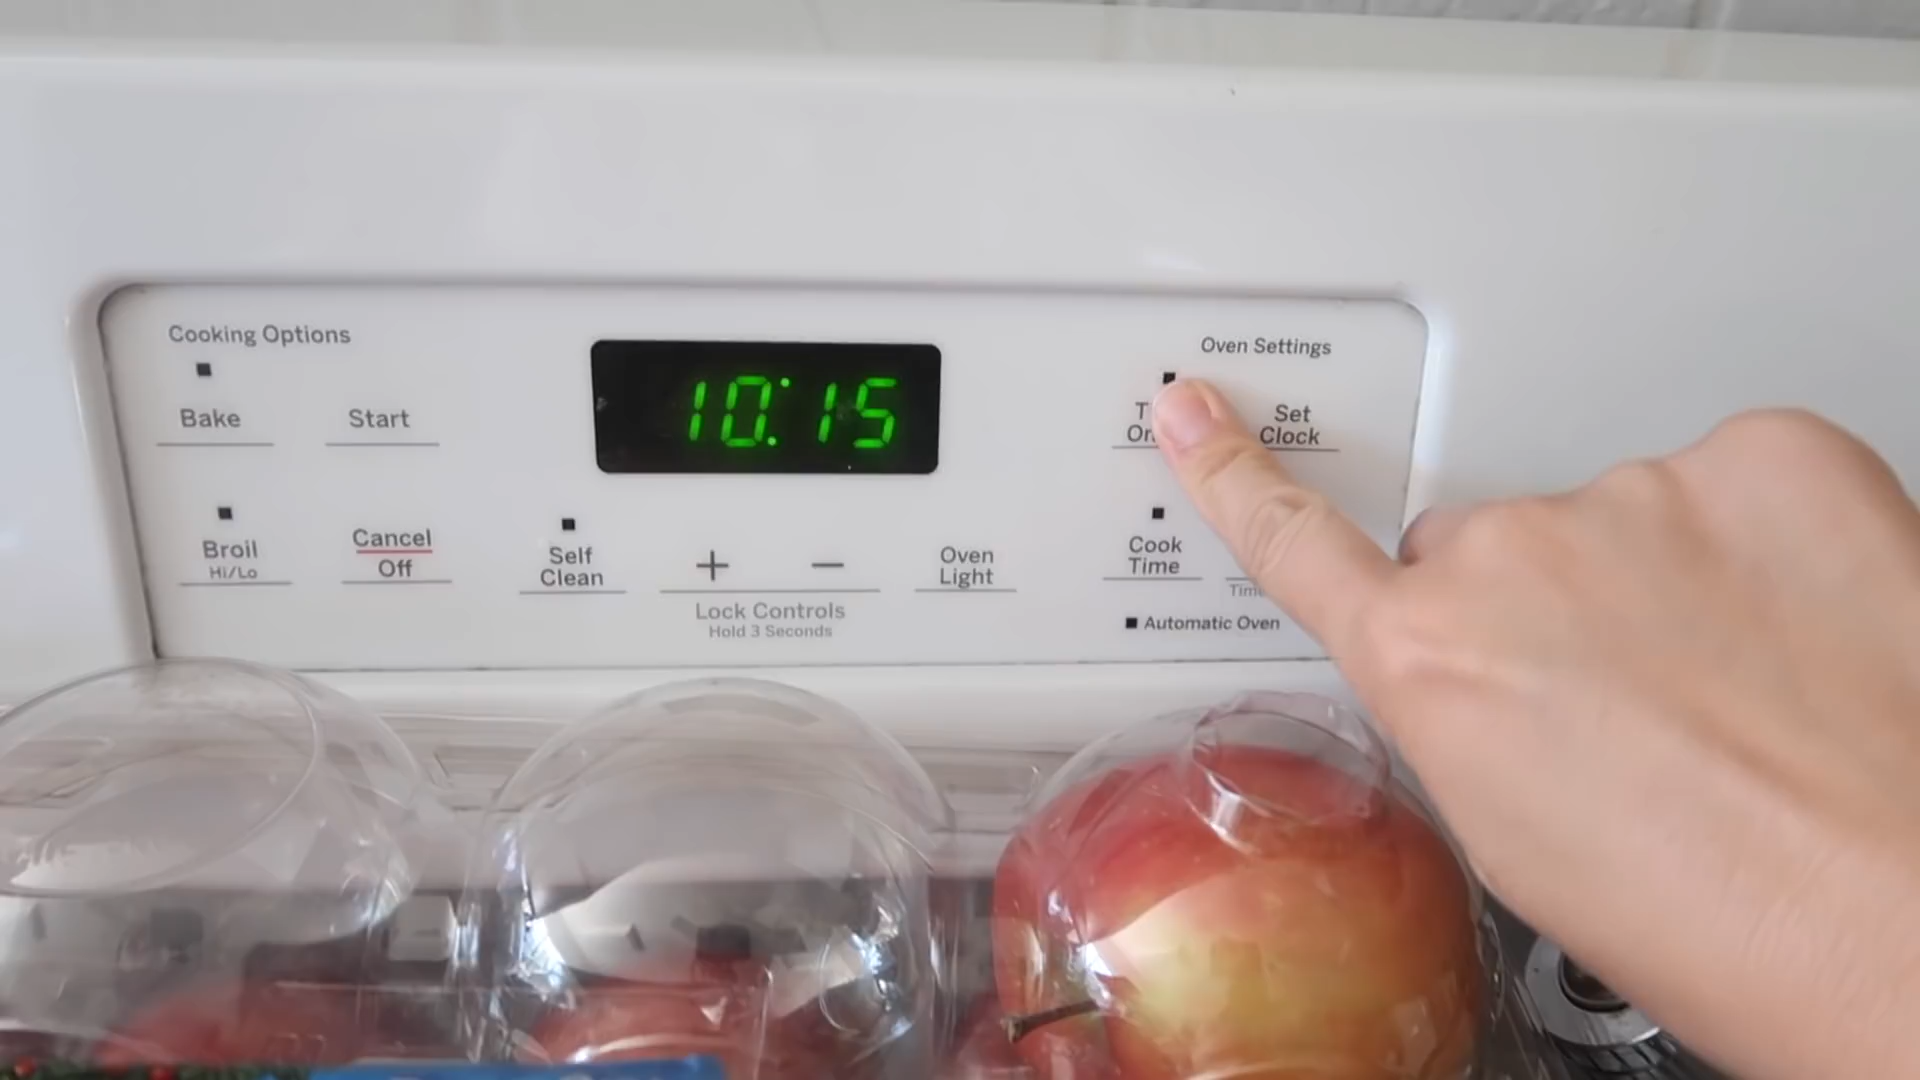 Cooking Options
Bake
Start
Broil
Hi/Lo
Cancel
Off
Self
Clean
10:15
+ −
Lock Controls
Hold 3 Seconds
Oven
Light
Oven Settings
Set
Clock
Cook
Time
Automatic Oven